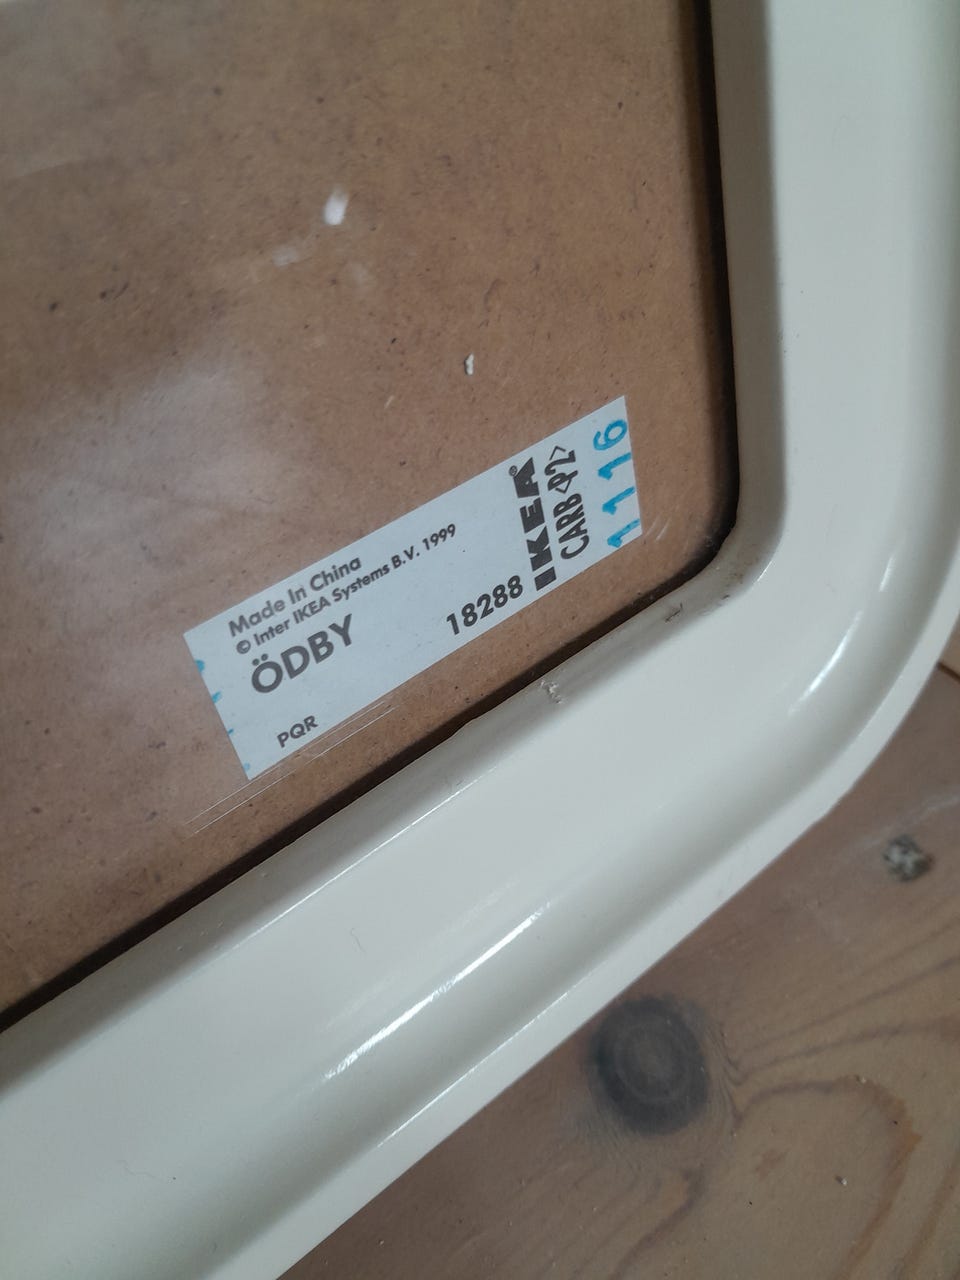 Made In China
© Inter IKEA Systems B.V. 1999
ÖDBY
18288
PQR
IKEA®
CARB <P2>
1116